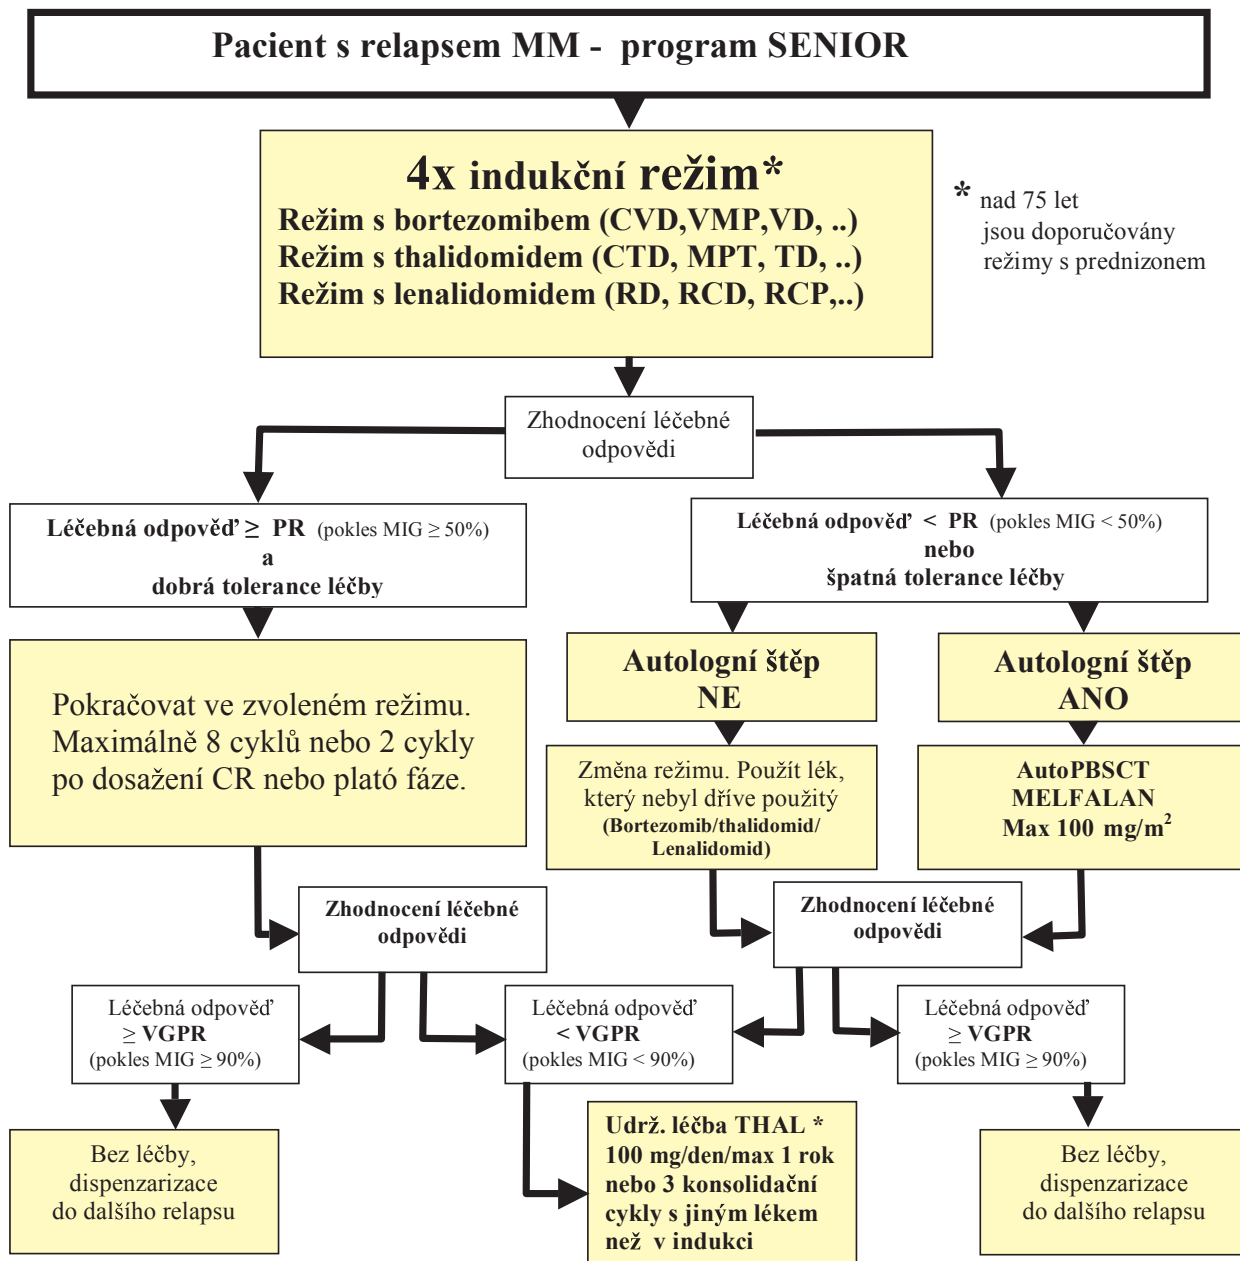 Pacient s relapsem MM - program SENIOR
4x indukční režim*
Režim s bortezomibem (CVD,VMP,VD, ..)
Režim s thalidomidem (CTD, MPT, TD, ..)
Režim s lenalidomidem (RD, RCD, RCP,..)
* nad 75 let
jsou doporučovány
režimy s prednizonem
Zhodnocení léčebné
odpovědi
Léčebná odpověď ≥ PR (pokles MIG ≥ 50%)
a
dobrá tolerance léčby
Léčebná odpověď < PR (pokles MIG < 50%)
nebo
špatná tolerance léčby
Pokračovat ve zvoleném režimu.
Maximálně 8 cyklů nebo 2 cykly
po dosažení CR nebo plató fáze.
Autologní štěp
NE
Autologní štěp
ANO
Změna režimu. Použít lék,
který nebyl dříve použitý
(Bortezomib/thalidomid/
Lenalidomid)
AutoPBSCT
MELFALAN
Max 100 mg/m²
Zhodnocení léčebné
odpovědi
Zhodnocení léčebné
odpovědi
Léčebná odpověď
≥ VGPR
(pokles MIG ≥ 90%)
Léčebná odpověď
< VGPR
(pokles MIG < 90%)
Léčebná odpověď
≥ VGPR
(pokles MIG ≥ 90%)
Bez léčby,
dispenzarizace
do dalšího relapsu
Udrž. léčba THAL *
100 mg/den/max 1 rok
nebo 3 konsolidační
cykly s jiným lékem
než v indukci
Bez léčby,
dispenzarizace
do dalšího relapsu